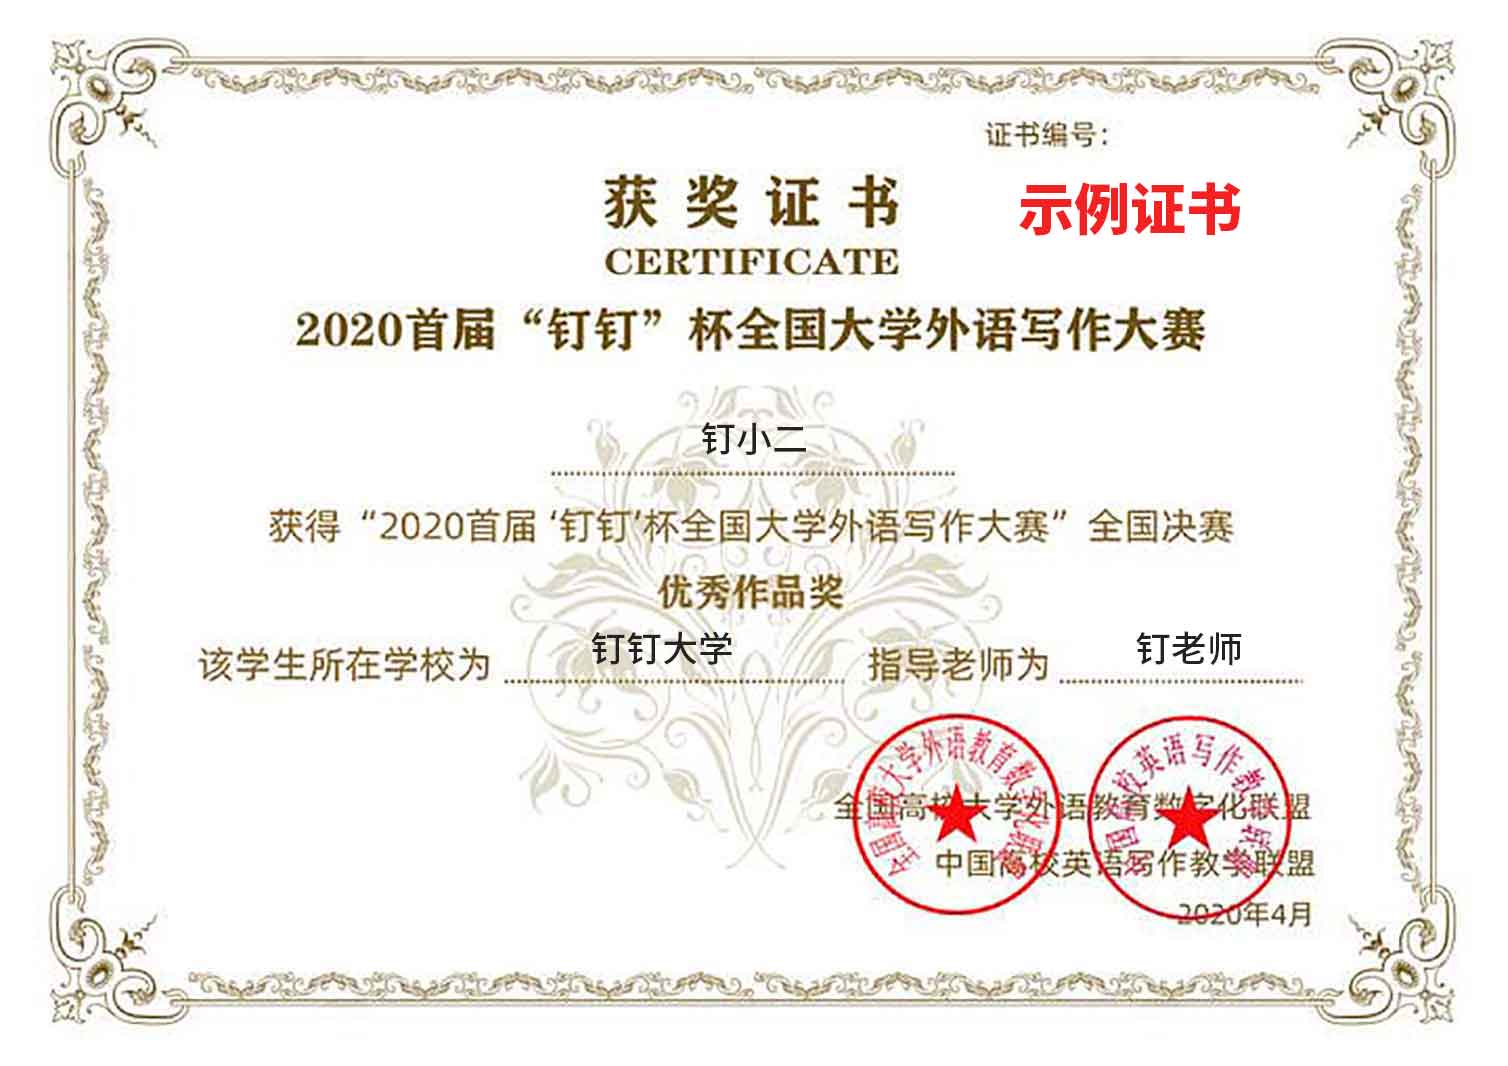 证书编号：
获奖证书
示例证书
CERTIFICATE
2020首届“钉钉”杯全国大学外语写作大赛
钉小二
获得“2020首届‘钉钉’杯全国大学外语写作大赛”全国决赛
优秀作品奖
该学生所在学校为 钉钉大学 指导老师为 钉老师
全国高校大学外语教育数字化联盟
中国高校英语写作教学联盟
2020年4月
全国高校大学外语教育数字化联盟
中国高校英语写作教学联盟